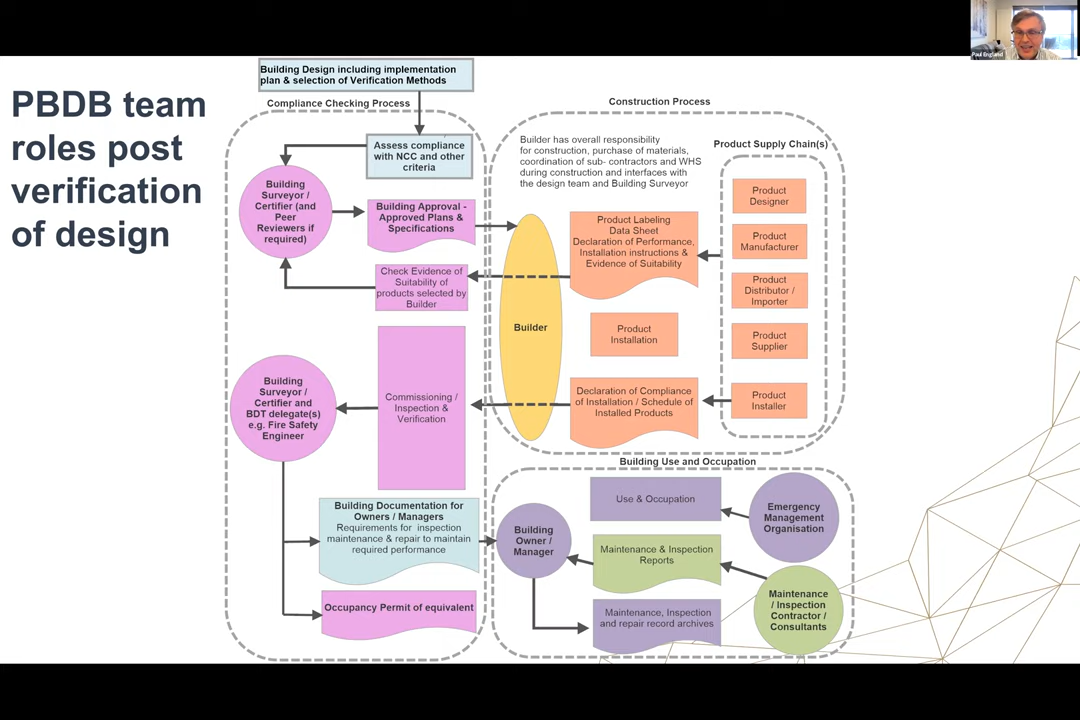 Paul England
PBDB team
roles post
verification
of design
Building Design including implementation
plan & selection of Verification Methods
Compliance Checking Process
Assess compliance
with NCC and other
criteria
Building
Surveyor /
Certifier (and
Peer
Reviewers if
required)
Building Approval -
Approved Plans &
Specifications
Check Evidence of
Suitability of
products selected by
Builder
Commissioning /
Inspection &
Verification
Building
Surveyor /
Certifier and
BDT delegate(s)
e.g. Fire Safety
Engineer
Building Documentation for
Owners / Managers
Requirements for inspection
maintenance & repair to maintain
required performance
Occupancy Permit of equivalent
Construction Process
Builder has overall responsibility
for construction, purchase of materials,
coordination of sub- contractors and WHS
during construction and interfaces with
the design team and Building Surveyor
Builder
Product Labeling
Data Sheet
Declaration of Performance,
Installation instructions &
Evidence of Suitability
Product
Installation
Declaration of Compliance
of Installation / Schedule of
Installed Products
Product Supply Chain(s)
Product
Designer
Product
Manufacturer
Product
Distributor /
Importer
Product
Supplier
Product
Installer
Building Use and Occupation
Building
Owner /
Manager
Use & Occupation
Maintenance & Inspection
Reports
Maintenance, Inspection
and repair record archives
Emergency
Management
Organisation
Maintenance
/ Inspection
Contractor /
Consultants